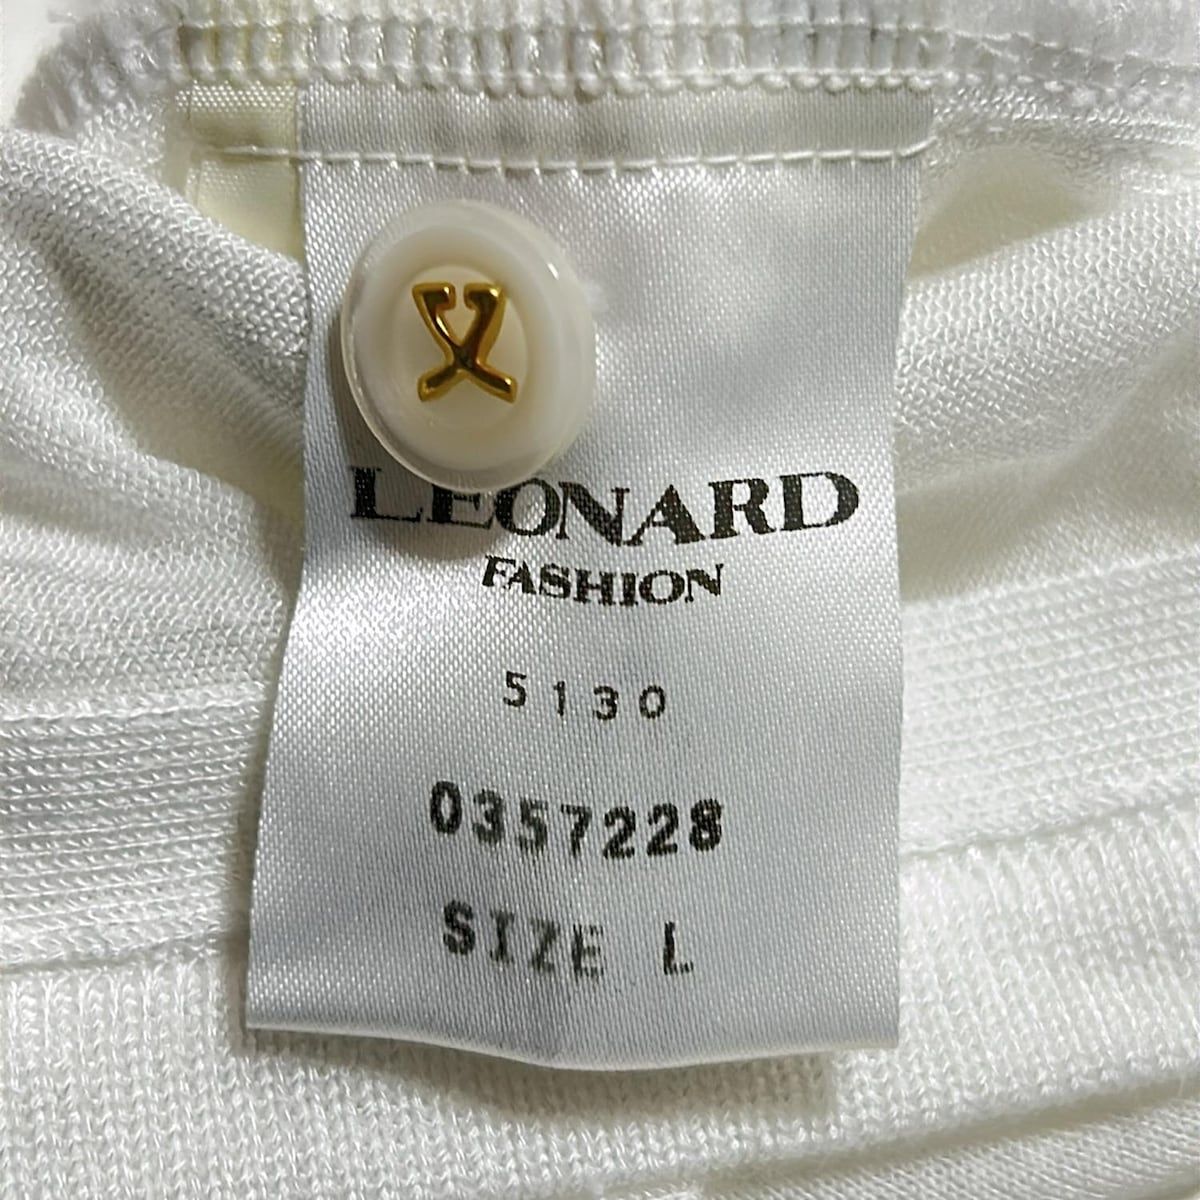 LEONARD
FASHION
5130
0357228
SIZE L